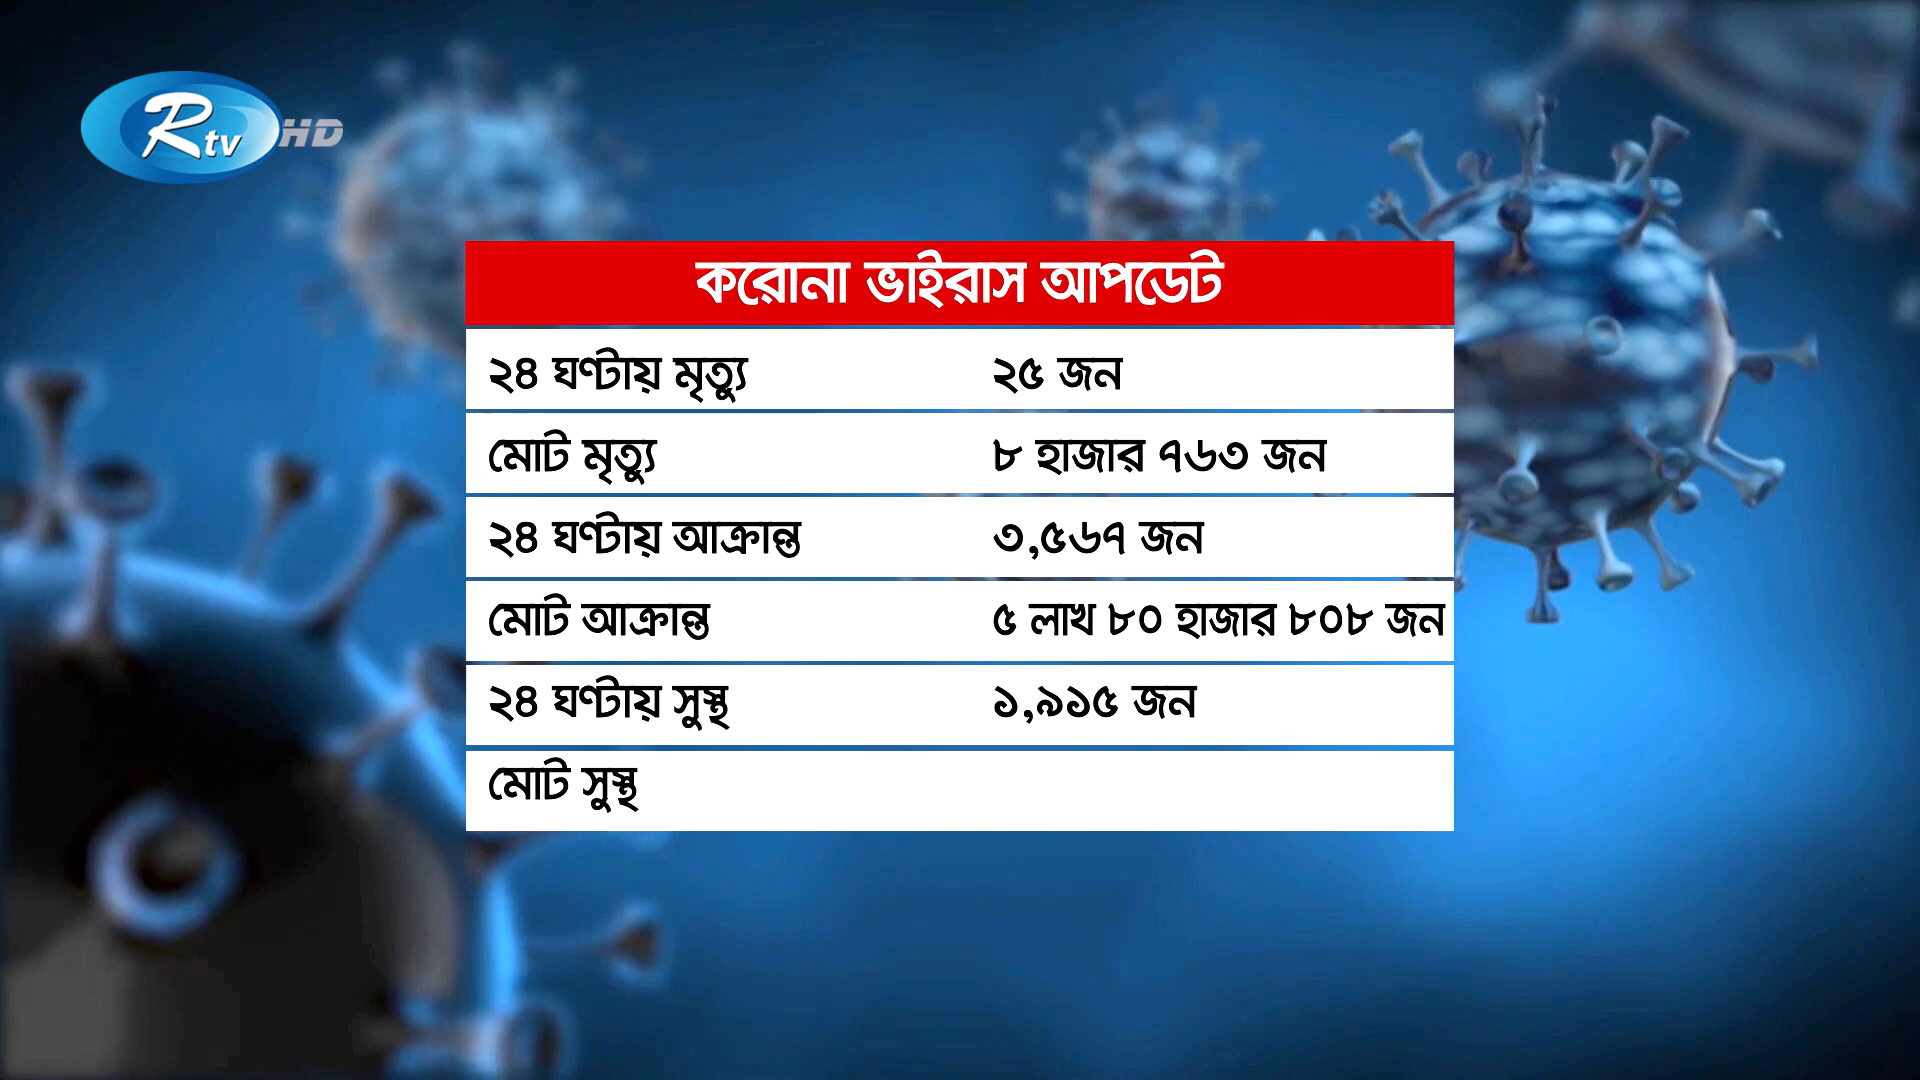 Rtv HD
করোনা ভাইরাস আপডেট
২৪ ঘণ্টায় মৃত্যু ২৫ জন
মোট মৃত্যু ৮ হাজার ৭৬৩ জন
২৪ ঘণ্টায় আক্রান্ত ৩,৫৬৭ জন
মোট আক্রান্ত ৫ লাখ ৮০ হাজার ৮০৮ জন
২৪ ঘণ্টায় সুস্থ ১,৯১৫ জন
মোট সুস্থ